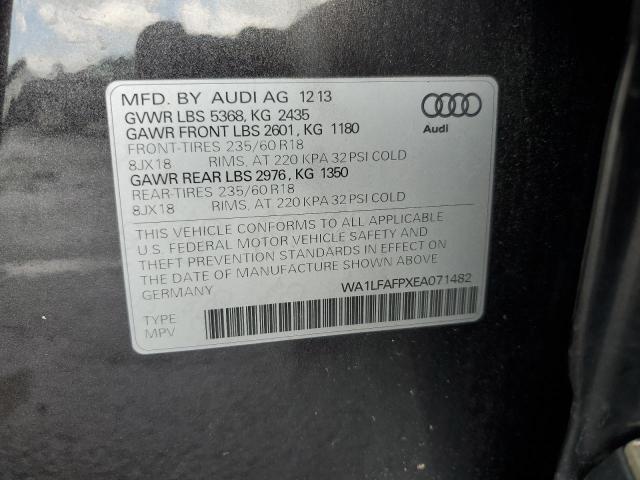 MFD. BY AUDI AG 12 13
GVWR LBS 5368, KG 2435
GAWR FRONT LBS 2601, KG 1180
FRONT-TIRES 235/60 R18
8JX18 RIMS, AT 220 KPA 32 PSI COLD
GAWR REAR LBS 2976, KG 1350
REAR-TIRES 235/60 R18
8JX18 RIMS, AT 220 KPA 32 PSI COLD
Audi
THIS VEHICLE CONFORMS TO ALL APPLICABLE
U.S. FEDERAL MOTOR VEHICLE SAFETY AND
THEFT PREVENTION STANDARDS IN EFFECT ON
THE DATE OF MANUFACTURE SHOWN ABOVE
GERMANY
WA1LFAFPXEA071482
TYPE
MPV